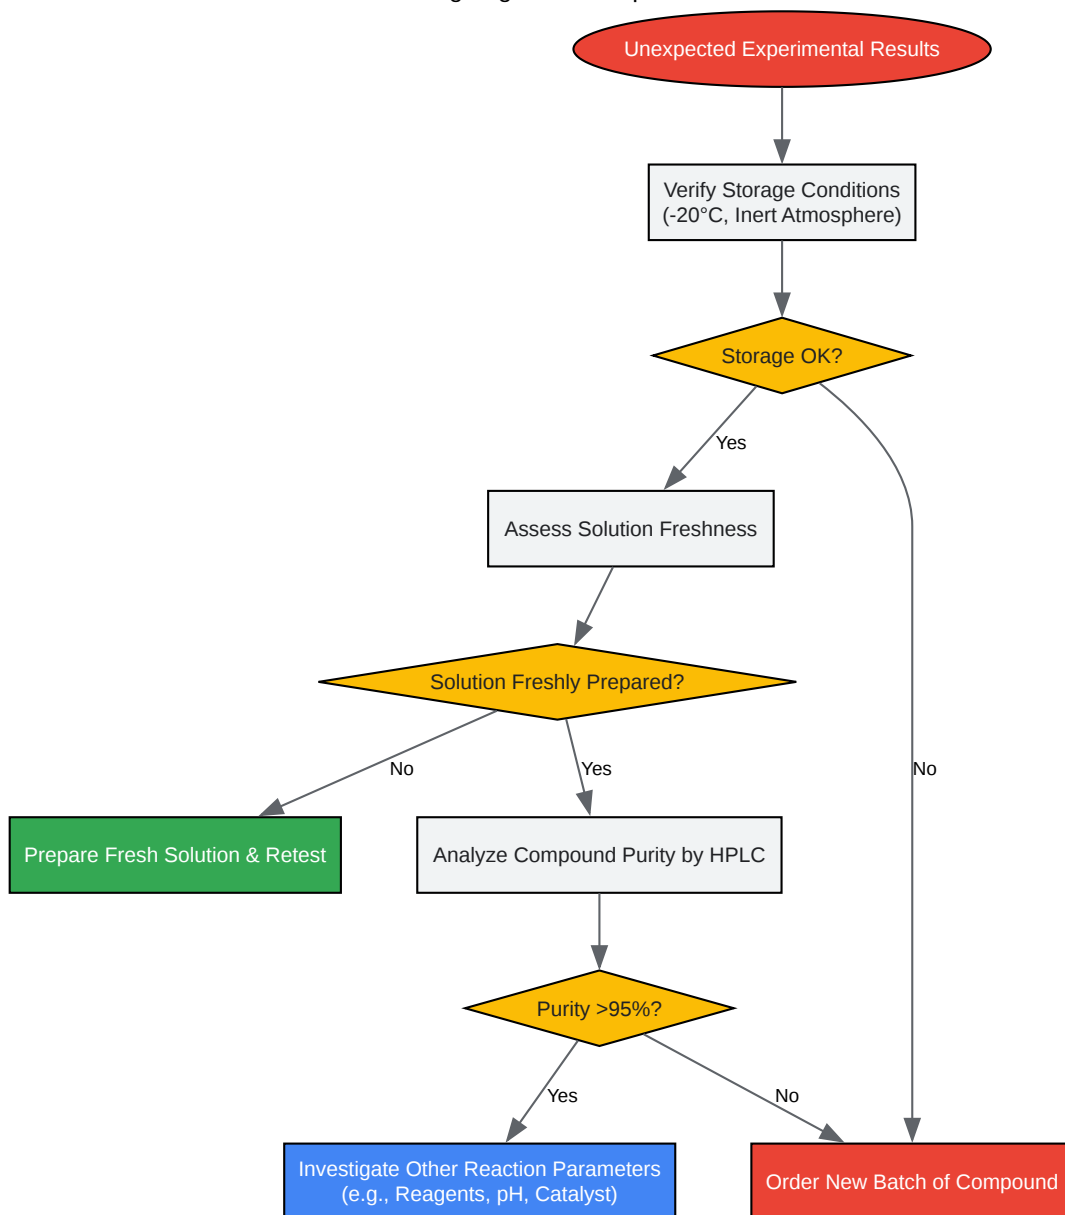 Unexpected Experimental Results
Verify Storage Conditions
(-20°C, Inert Atmosphere)
Storage OK?
Yes
Assess Solution Freshness
Solution Freshly Prepared?
No
Yes
No
Prepare Fresh Solution & Retest
Analyze Compound Purity by HPLC
Purity >95%?
Yes
No
Investigate Other Reaction Parameters
(e.g., Reagents, pH, Catalyst)
Order New Batch of Compound